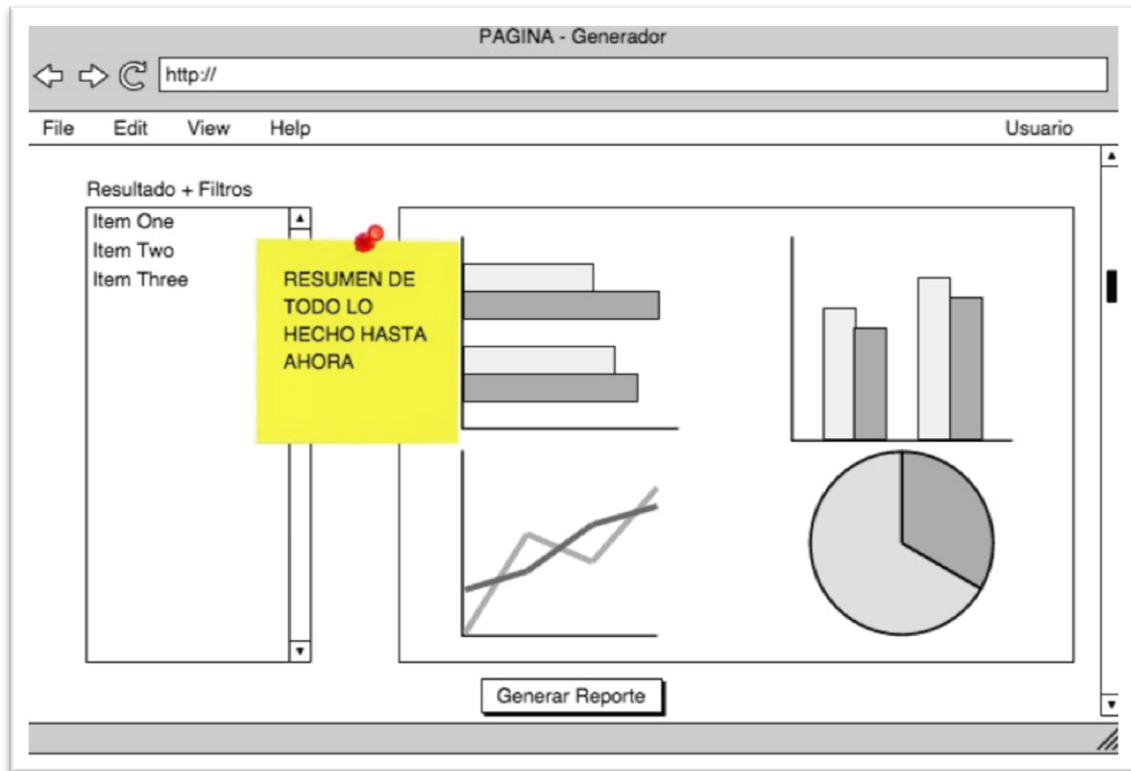 PAGINA - Generador
http://
File Edit View Help Usuario
Resultado + Filtros
Item One
Item Two
Item Three
RESUMEN DE
TODO LO
HECHO HASTA
AHORA
Generar Reporte